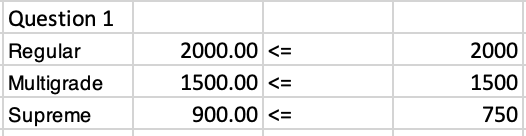 Question 1
Regular 2000.00 <= 2000
Multigrade 1500.00 <= 1500
Supreme 900.00 <= 750